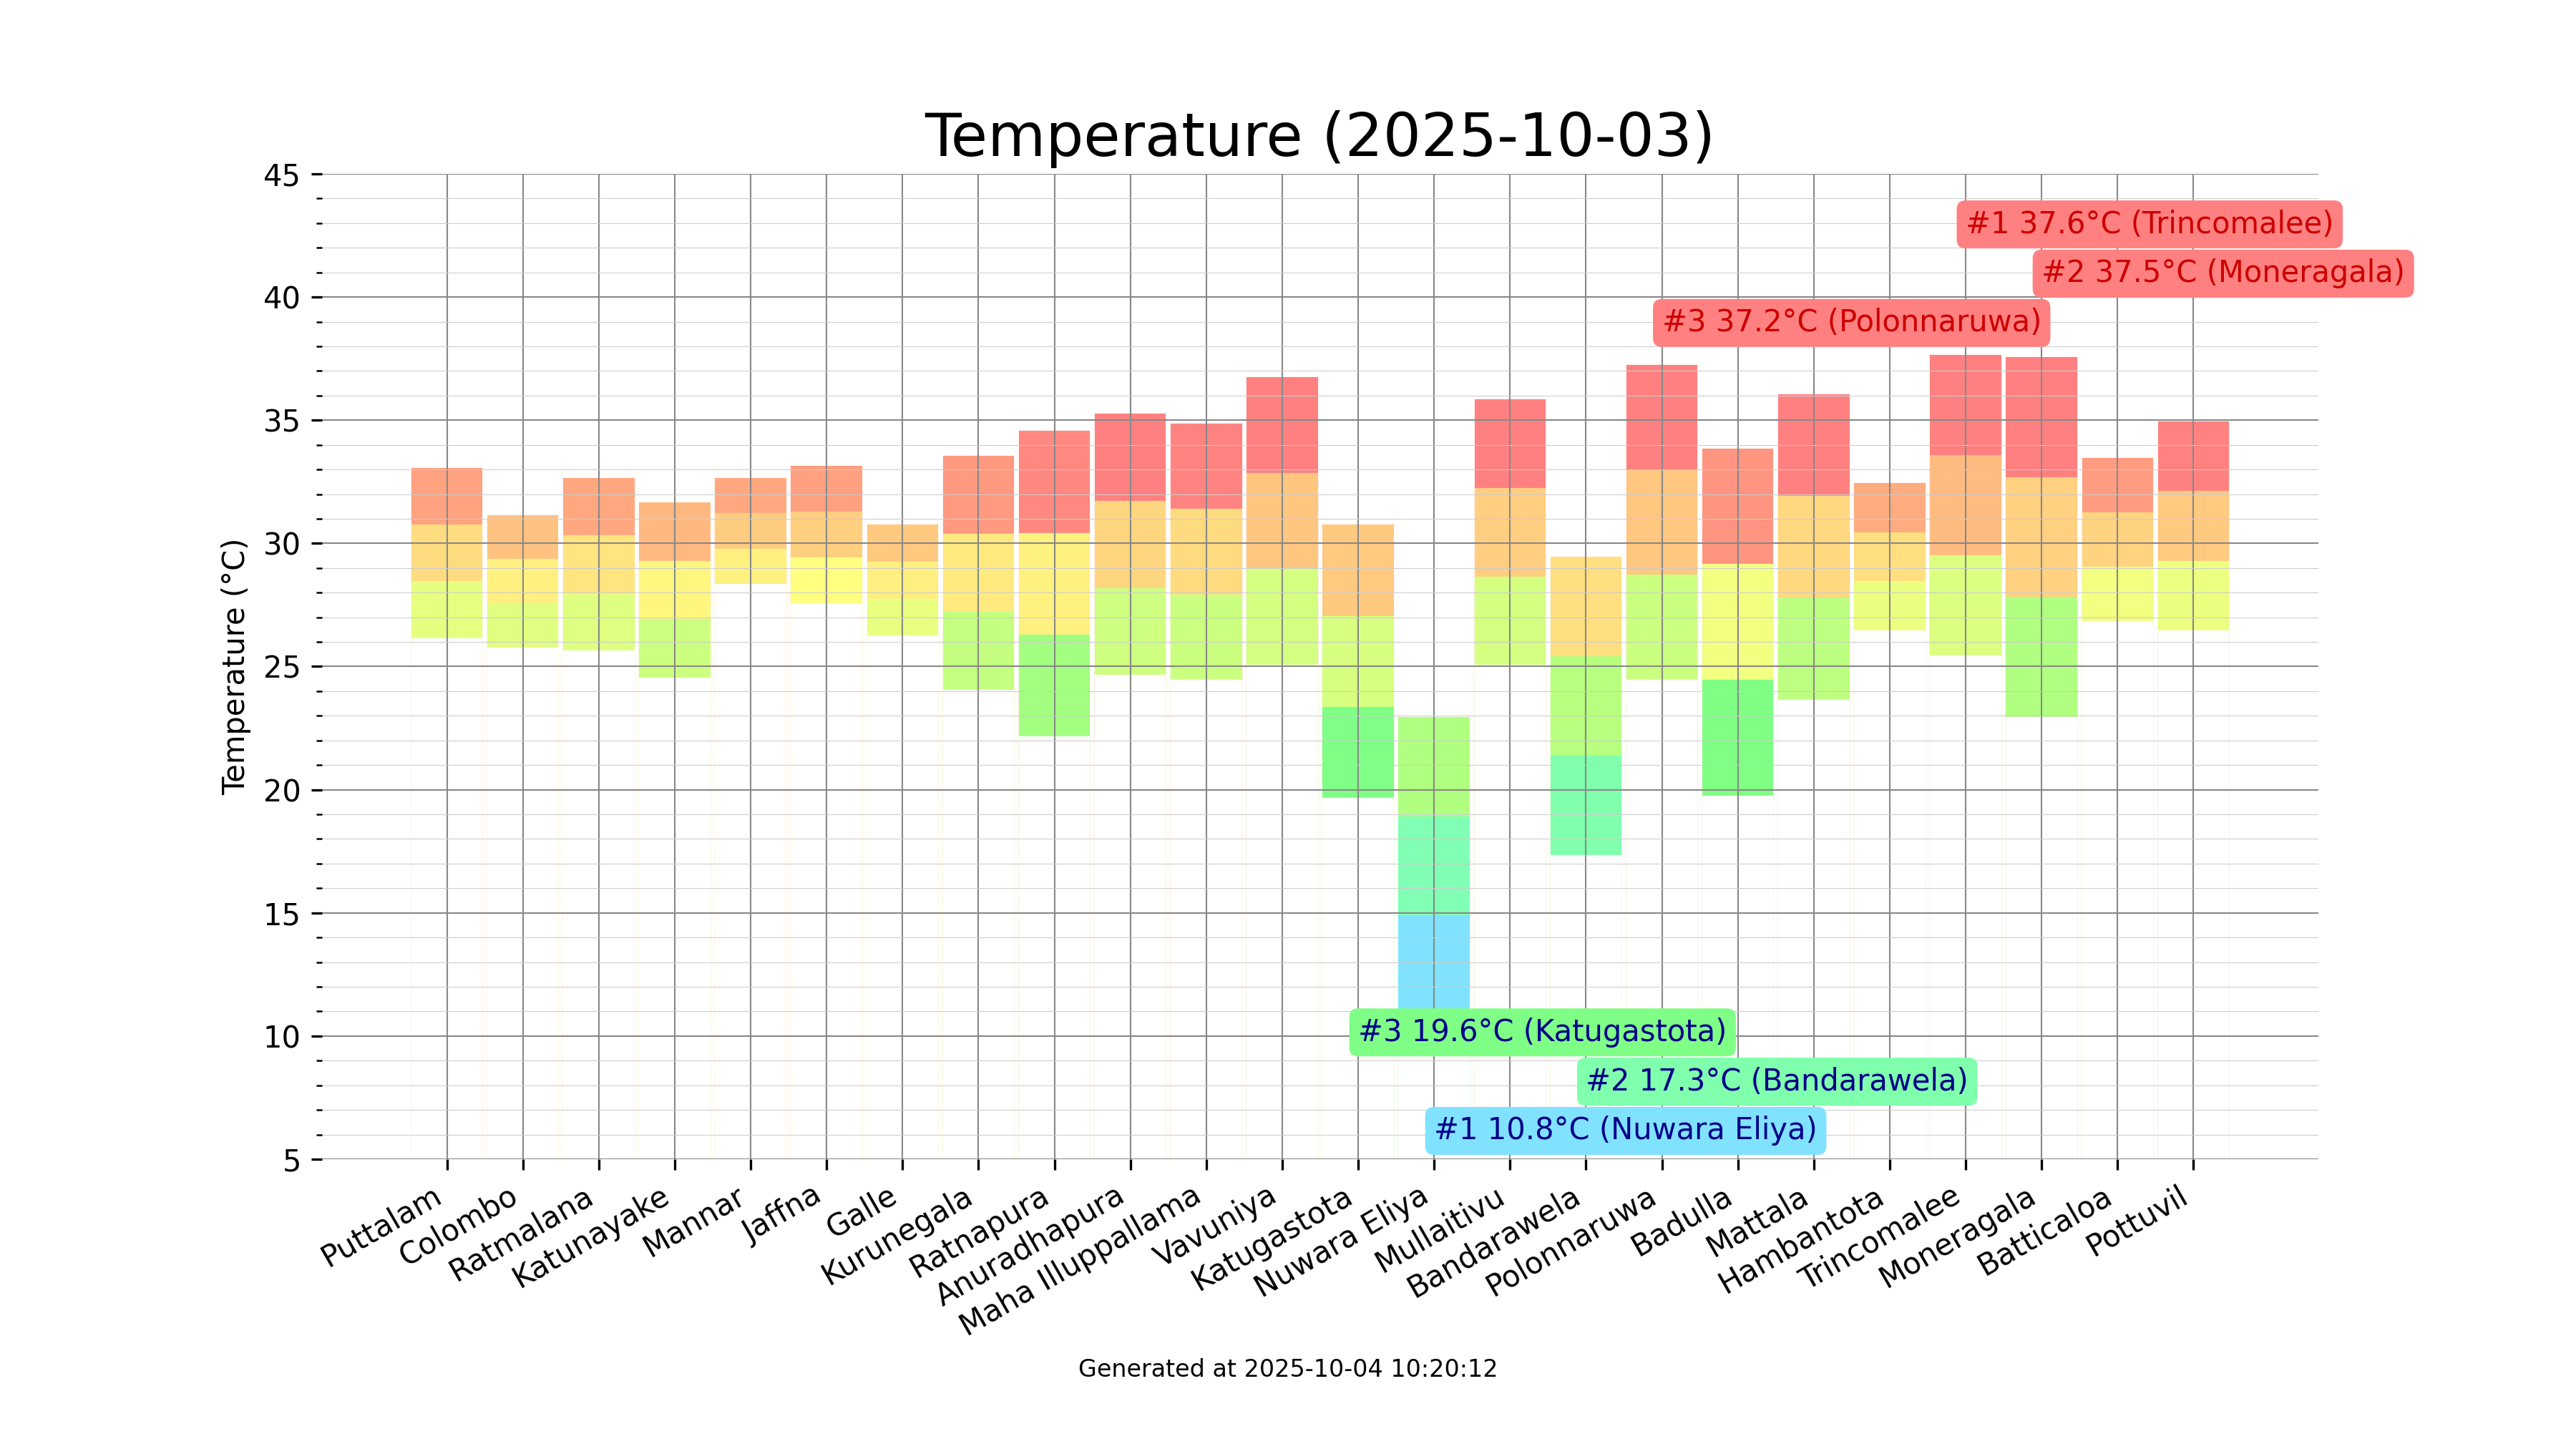 Temperature (2025-10-03)
45
40
35
30
25
20
15
10
5
Temperature (°C)
#1 37.6°C (Trincomalee)
#2 37.5°C (Moneragala)
#3 37.2°C (Polonnaruwa)
#3 19.6°C (Katugastota)
#2 17.3°C (Bandarawela)
#1 10.8°C (Nuwara Eliya)
Puttalam
Colombo
Ratmalana
Katunayake
Mannar
Jaffna
Galle
Kurunegala
Ratnapura
Anuradhapura
Maha Illuppallama
Vavuniya
Katugastota
Nuwara Eliya
Mullaitivu
Bandarawela
Polonnaruwa
Badulla
Mattala
Hambantota
Trincomalee
Moneragala
Batticaloa
Pottuvil
Generated at 2025-10-04 10:20:12